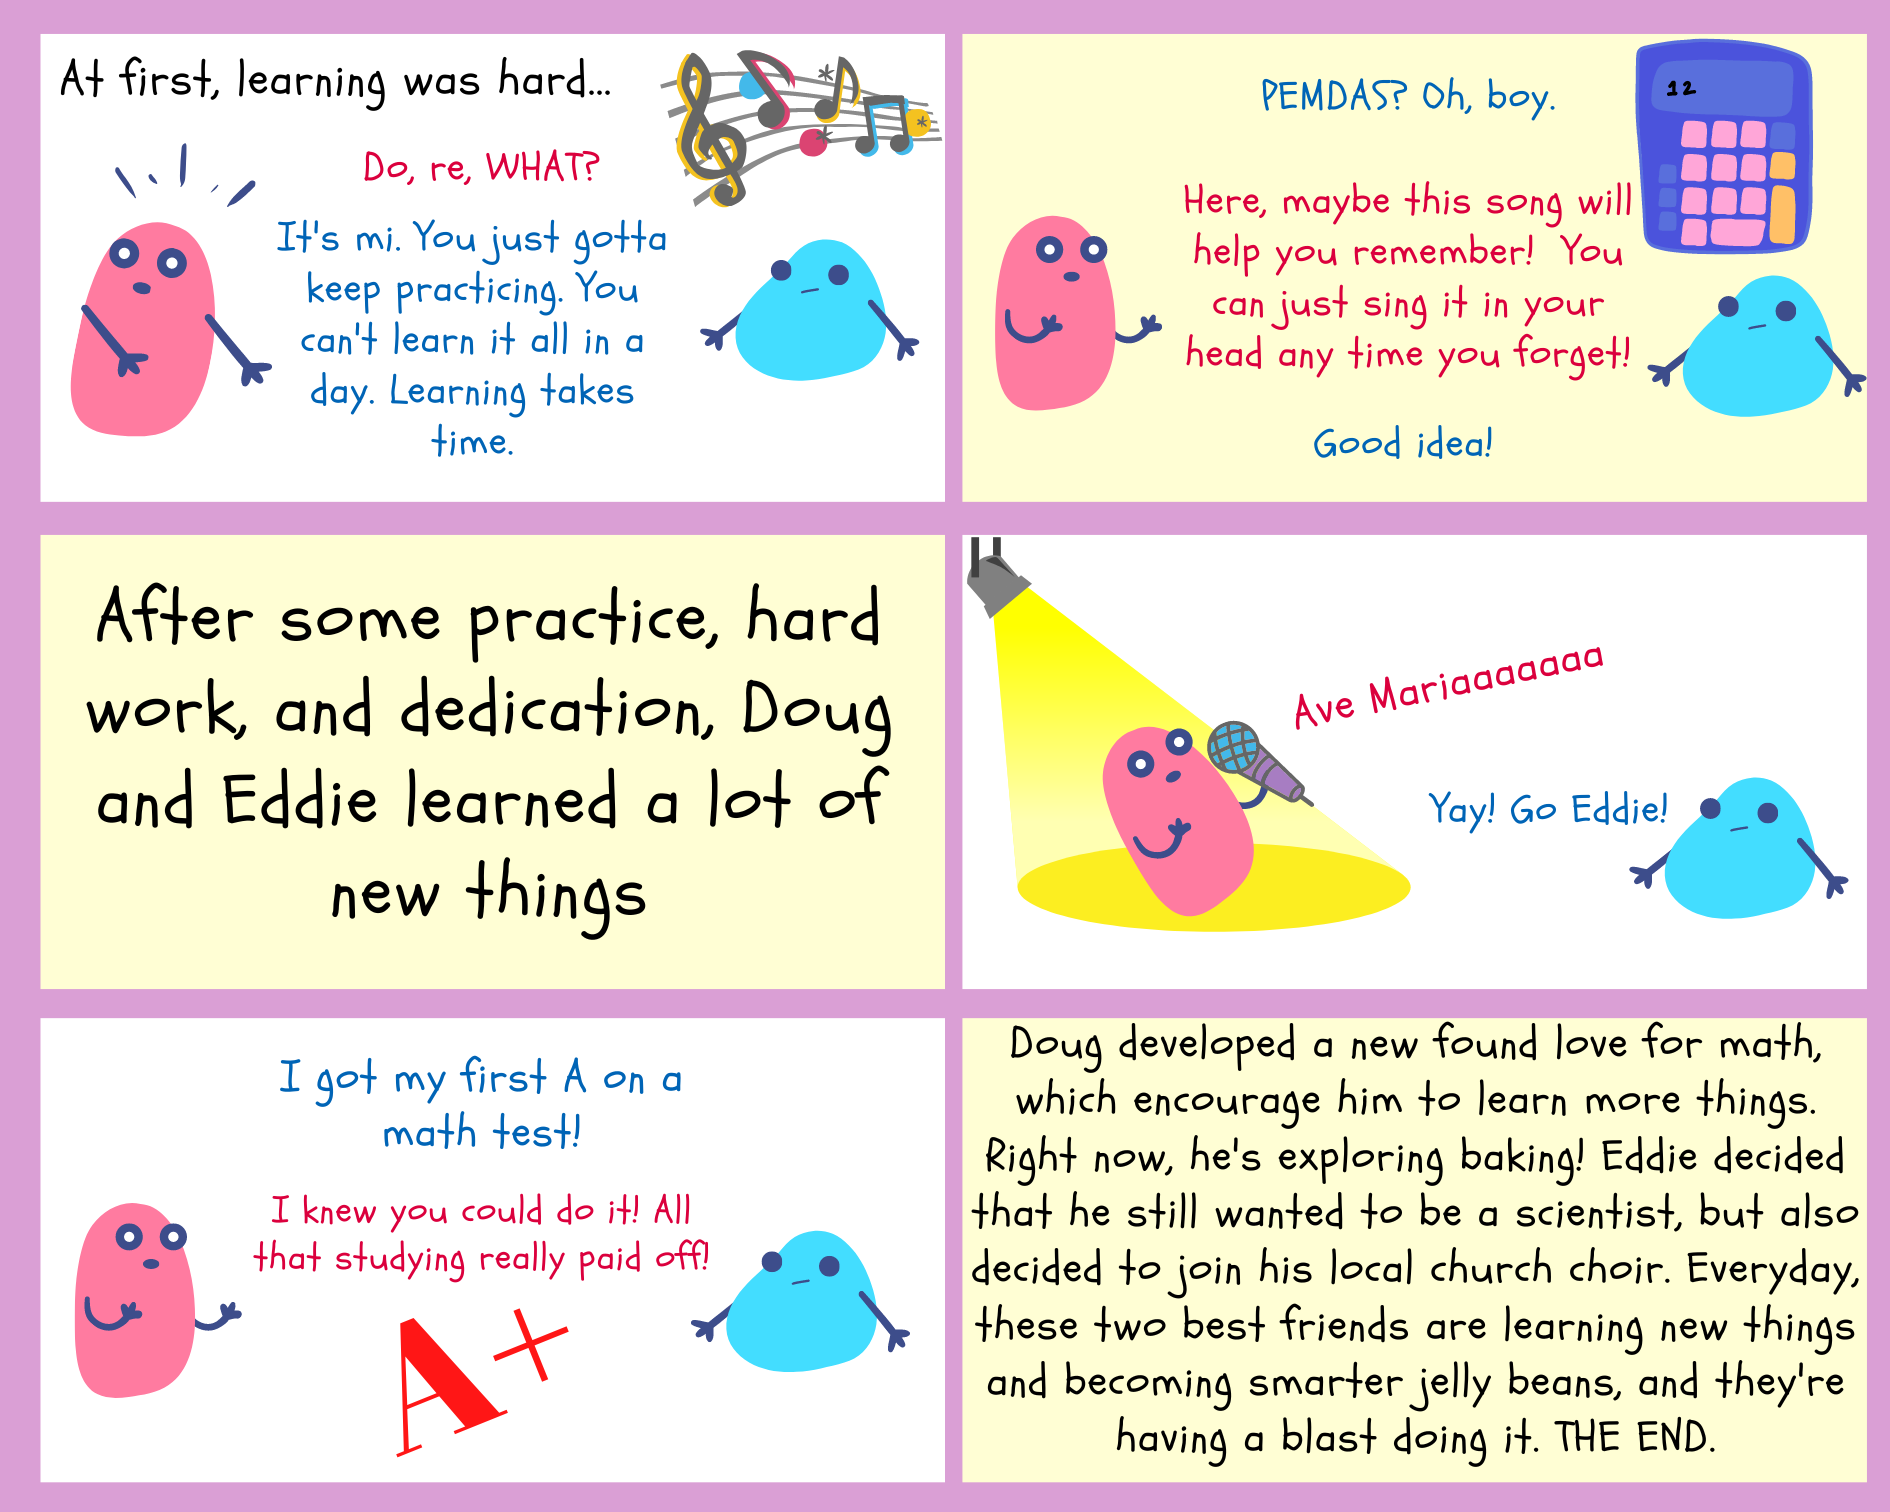 At first, learning was hard...
Do, re, WHAT?
It's mi. You just gotta
keep practicing. You
can't learn it all in a
day. Learning takes
time.
PEMDAS? Oh, boy.
12
Here, maybe this song will
help you remember! You
can just sing it in your
head any time you forget!
Good idea!
After some practice, hard
work, and dedication, Doug
and Eddie learned a lot of
new things
Ave Mariaaaaaaa
Yay! Go Eddie!
I got my first A on a
math test!
I knew you could do it! All
that studying really paid off!
A+
Doug developed a new found love for math,
which encourage him to learn more things.
Right now, he's exploring baking! Eddie decided
that he still wanted to be a scientist, but also
decided to join his local church choir. Everyday,
these two best friends are learning new things
and becoming smarter jelly beans, and they're
having a blast doing it. THE END.